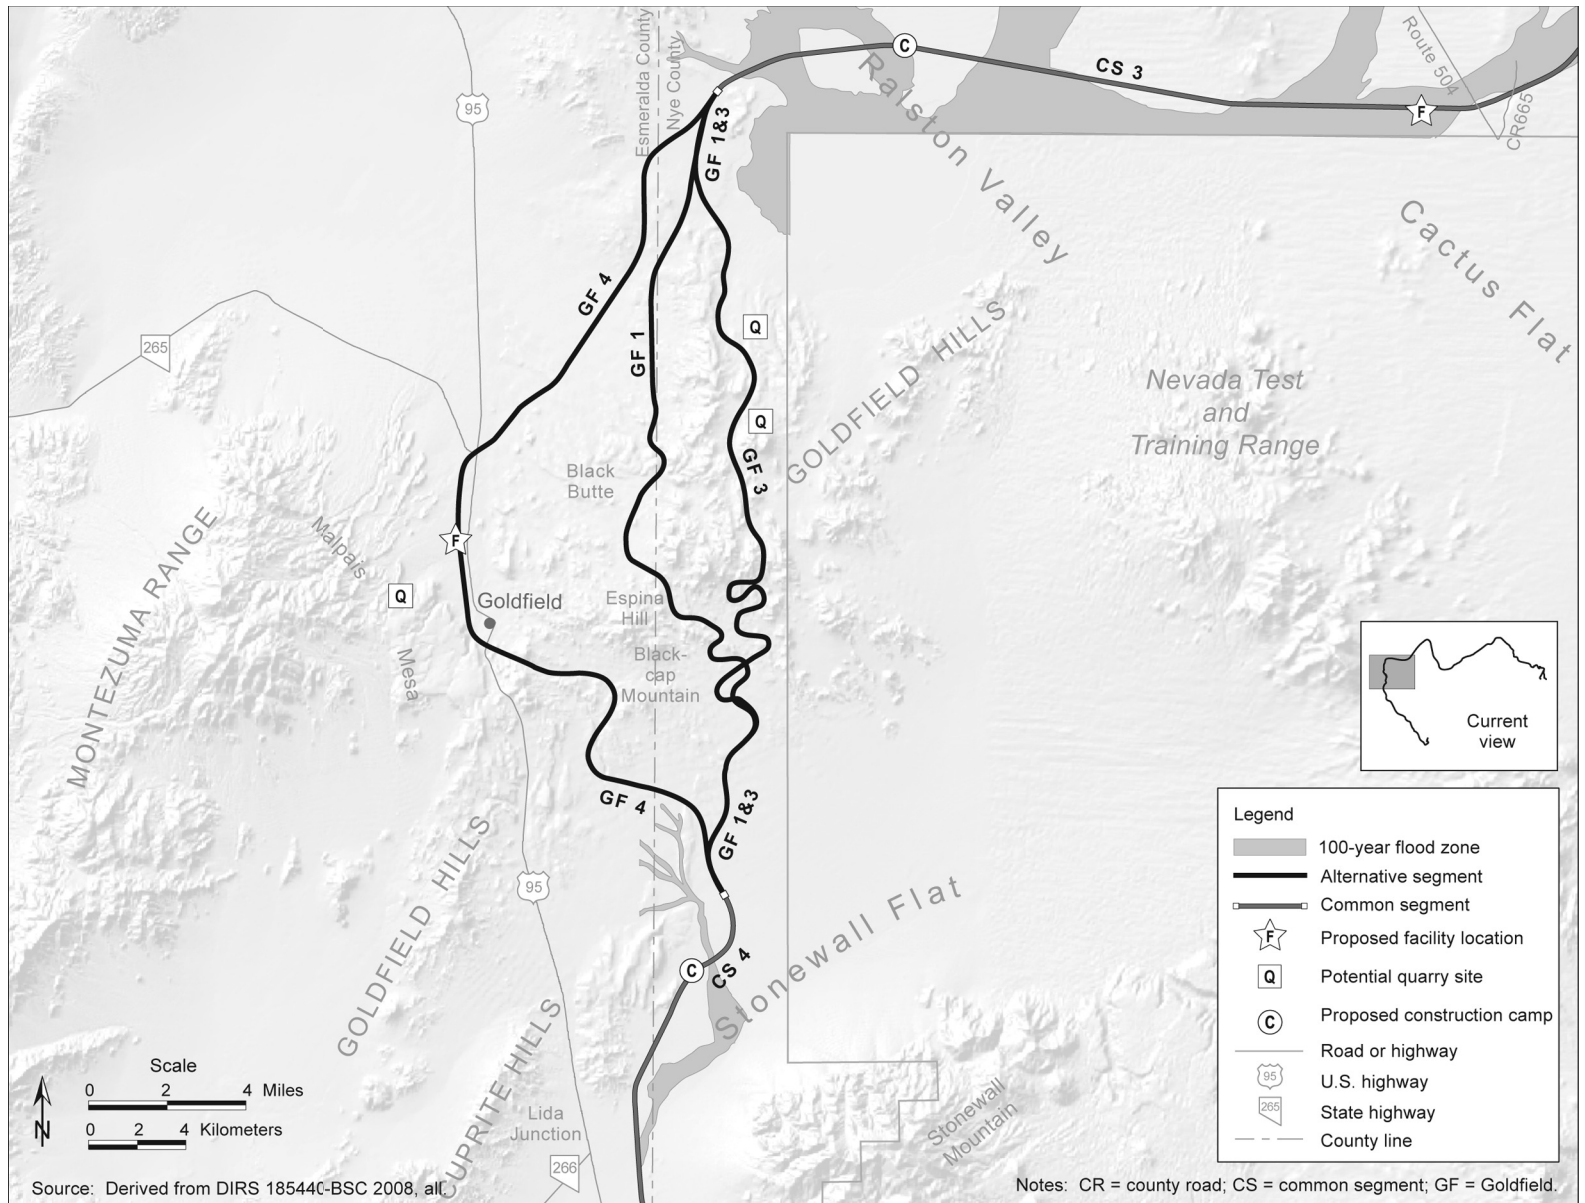 Esmeralda County
Nye County
Route 504
CR665
C
CS 3
F
95
Ralston Valley
GF 1&3
Cactus Flat
GF 4
265
GF 1
Q
GOLDFIELD HILLS
Nevada Test
and
Training Range
Q
GF 3
Black
Butte
MONTEZUMA RANGE
Malpais
Mesa
F
Q
Goldfield
Espina
Hill
Black-
cap
Mountain
GF 4
GF 1&3
GOLDFIELD HILLS
95
Stonewall Flat
C
CS 4
CUPRITE HILLS
Stonewall
Mountain
Lida
Junction
266
Current
view
Legend
100-year flood zone
Alternative segment
Common segment
F Proposed facility location
Q Potential quarry site
C Proposed construction camp
Road or highway
95 U.S. highway
265 State highway
County line
Scale
0 2 4 Miles
0 2 4 Kilometers
N
Source: Derived from DIRS 185440-BSC 2008, all.
Notes: CR = county road; CS = common segment; GF = Goldfield.